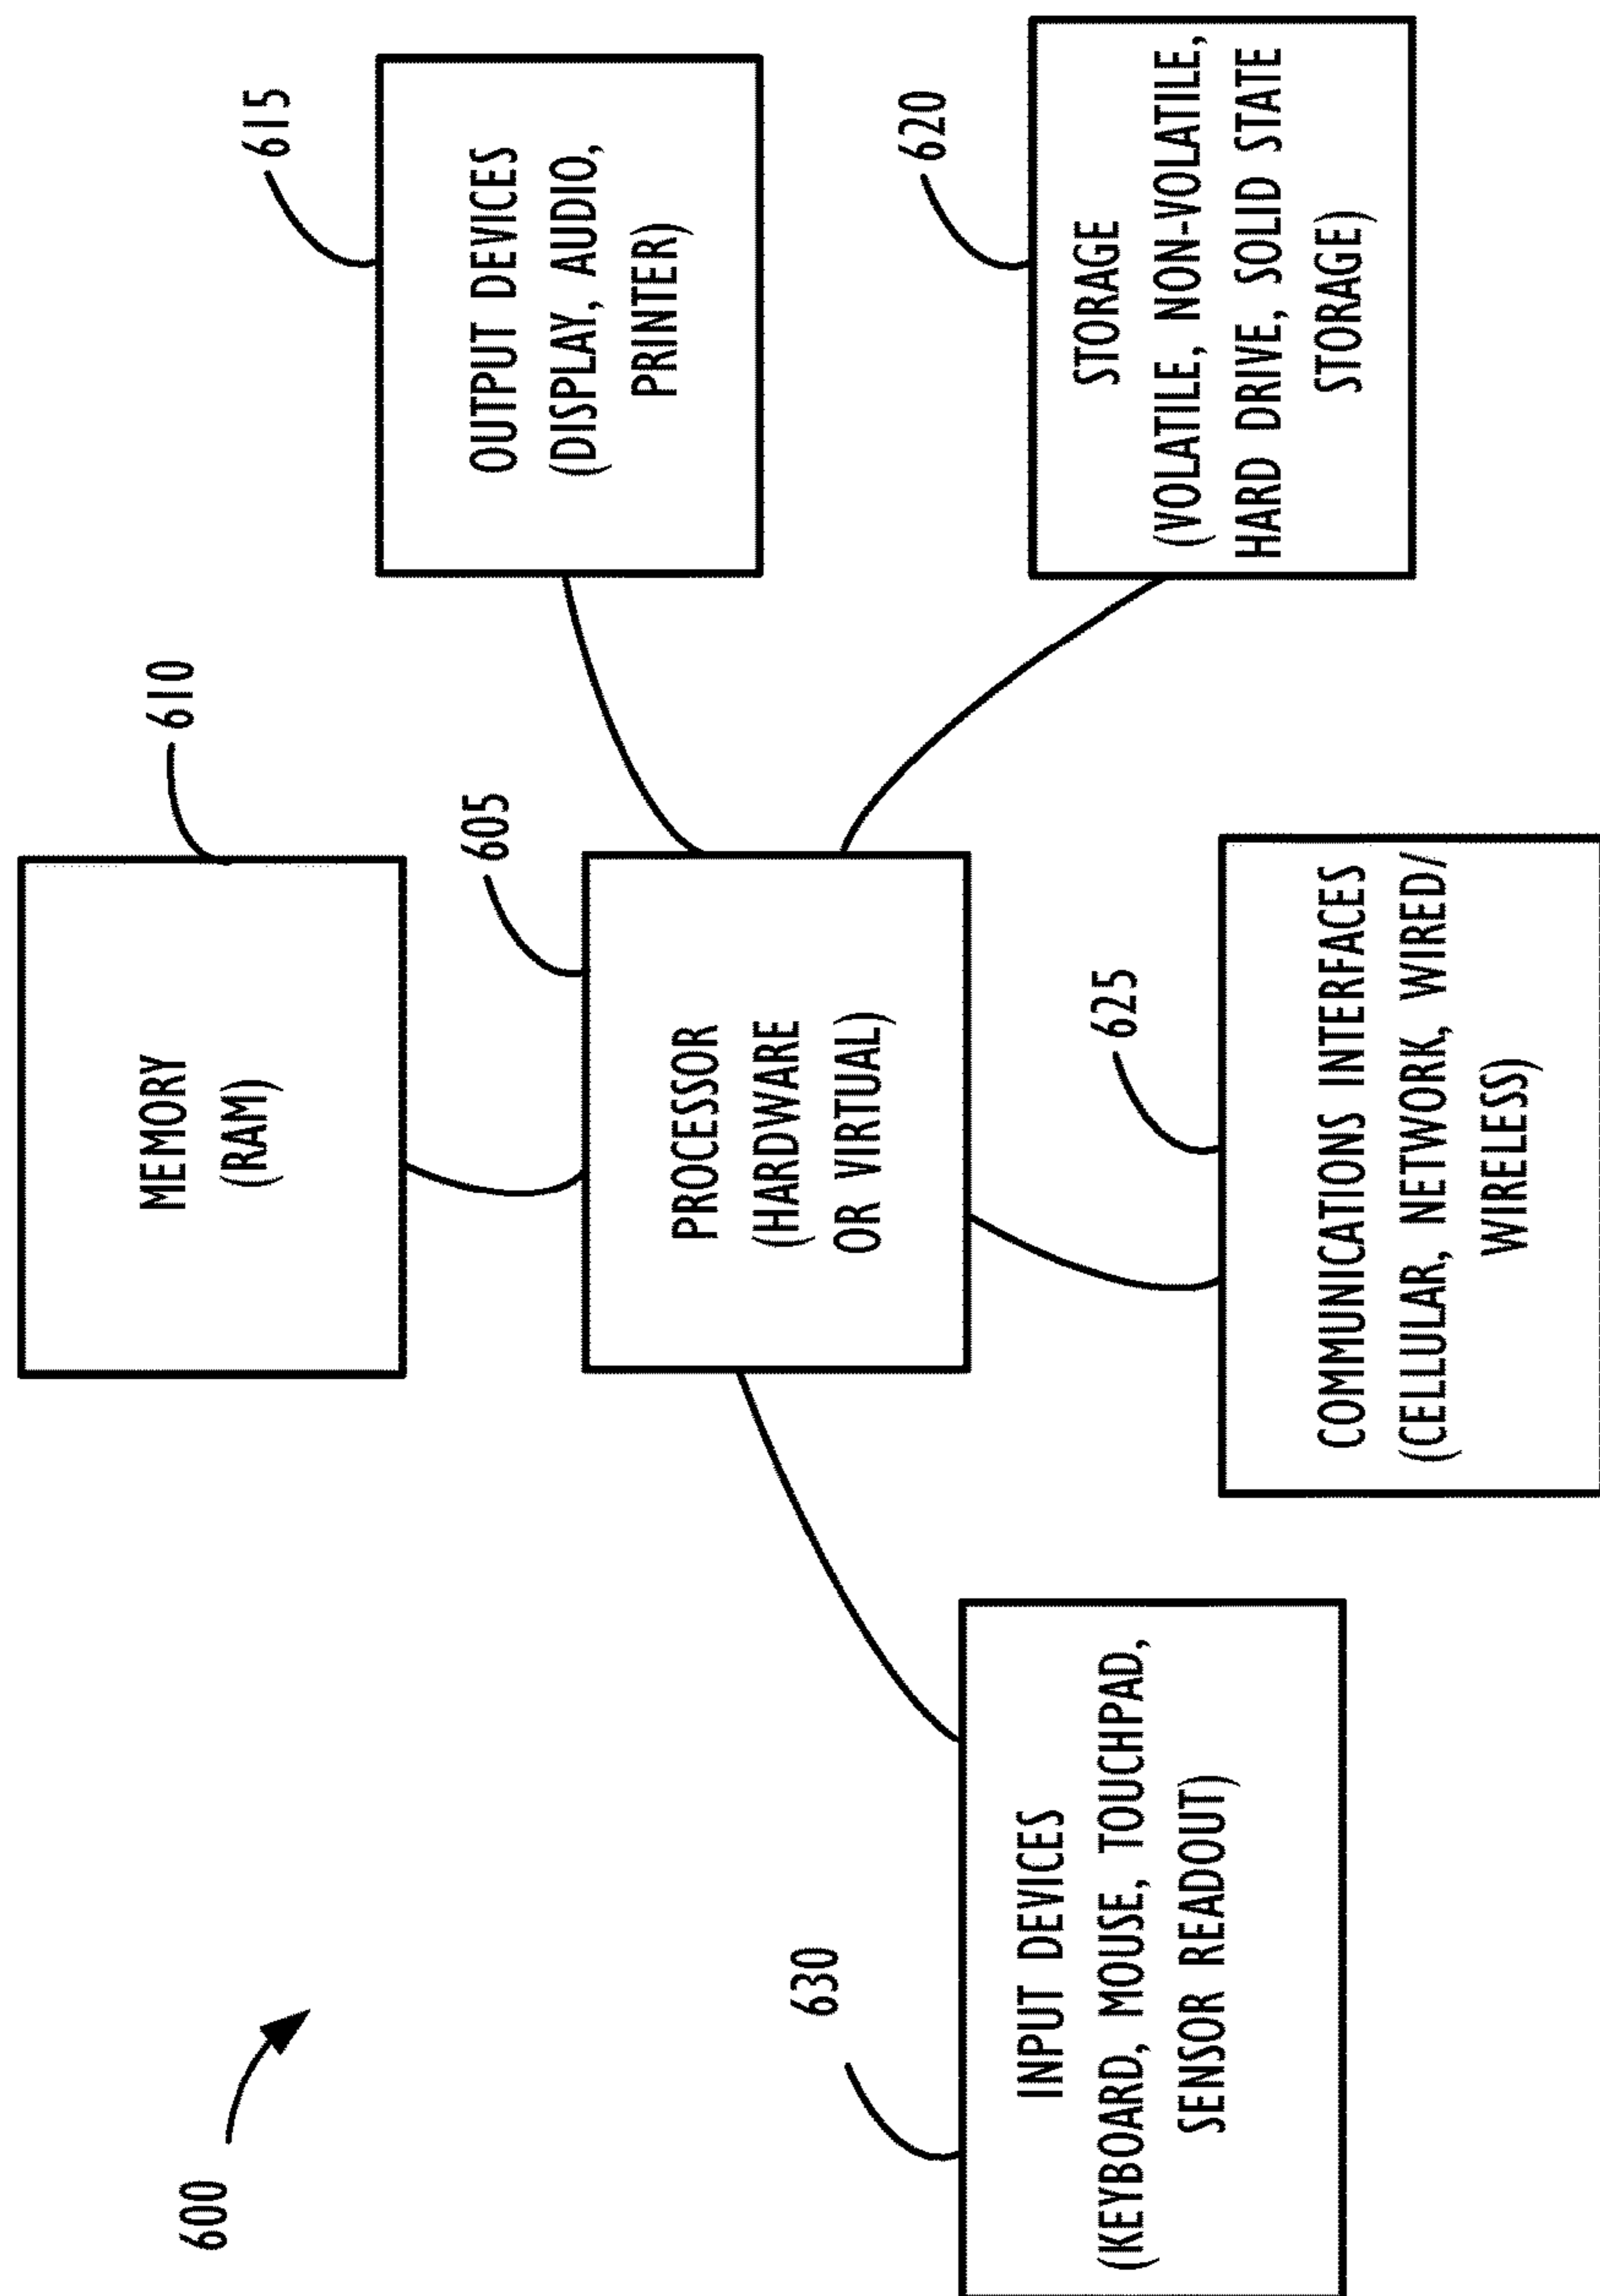 600
610
MEMORY
(RAM)
615
OUTPUT DEVICES
(DISPLAY, AUDIO,
PRINTER)
605
PROCESSOR
(HARDWARE
OR VIRTUAL)
630
INPUT DEVICES
(KEYBOARD, MOUSE, TOUCHPAD,
SENSOR READOUT)
625
COMMUNICATIONS INTERFACES
(CELLULAR, NETWORK, WIRED/
WIRELESS)
620
STORAGE
(VOLATILE, NON-VOLATILE,
HARD DRIVE, SOLID STATE
STORAGE)